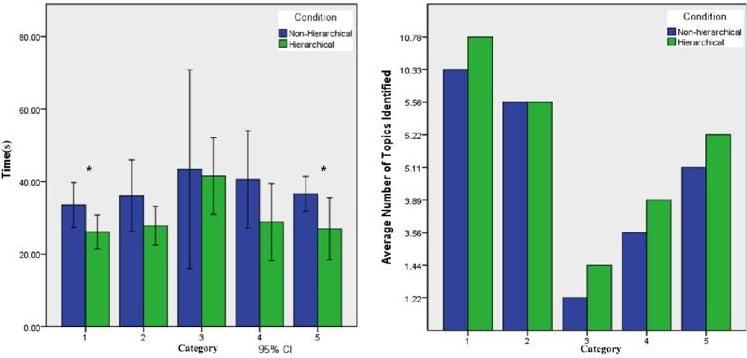 Condition
Non-Hierarchical
Hierarchical
80.00
60.00
40.00
20.00
0.00
Time(s)
*
*
1
2
3
4
5
Category
95% CI
Condition
Non-hierarchical
Hierarchical
10.78
10.33
5.56
5.22
5.11
3.89
3.56
1.44
1.22
Average Number of Topics Identified
1
2
3
4
5
Category